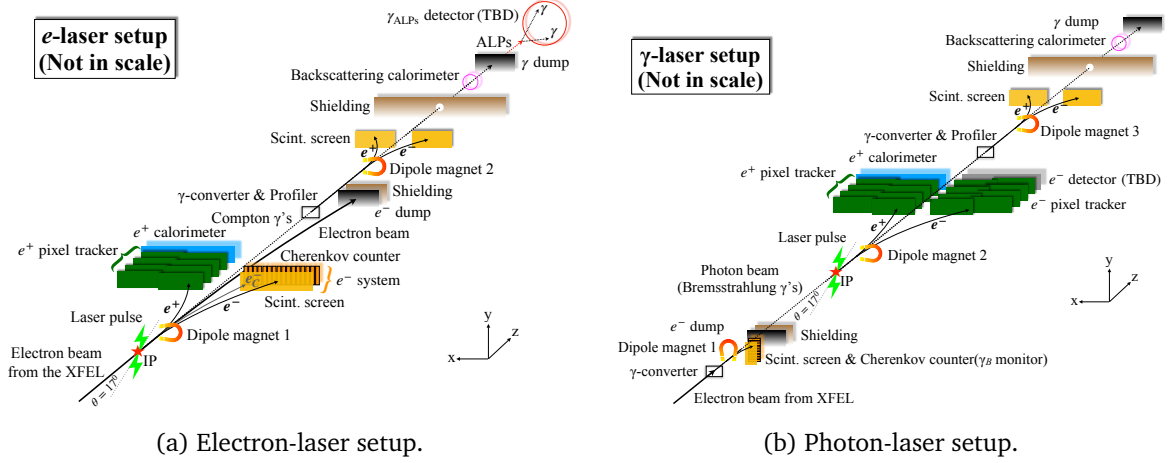 e-laser setup
(Not in scale)
γALPs detector (TBD)
γ
γ
ALPs
γ dump
Backscattering calorimeter
Shielding
Scint. screen
e+
e−
Dipole magnet 2
γ-converter & Profiler
Shielding
Compton γ's
e− dump
Electron beam
e+ calorimeter
e+ pixel tracker
Cherenkov counter
e− system
e−C
e+
e−
Scint. screen
Laser pulse
Dipole magnet 1
Electron beam
from the XFEL
IP
θ = 17⁰
y
z
x
(a) Electron-laser setup.
γ-laser setup
(Not in scale)
γ dump
Backscattering calorimeter
Shielding
Scint. screen
e+
e−
Dipole magnet 3
γ-converter & Profiler
e+ calorimeter
e+ pixel tracker
e− detector (TBD)
e− pixel tracker
e+
e−
Laser pulse
Dipole magnet 2
Photon beam
(Bremsstrahlung γ's)
IP
θ = 17⁰
e− dump
Shielding
Dipole magnet 1
Scint. screen & Cherenkov counter(γB monitor)
γ-converter
Electron beam from XFEL
y
z
x
(b) Photon-laser setup.